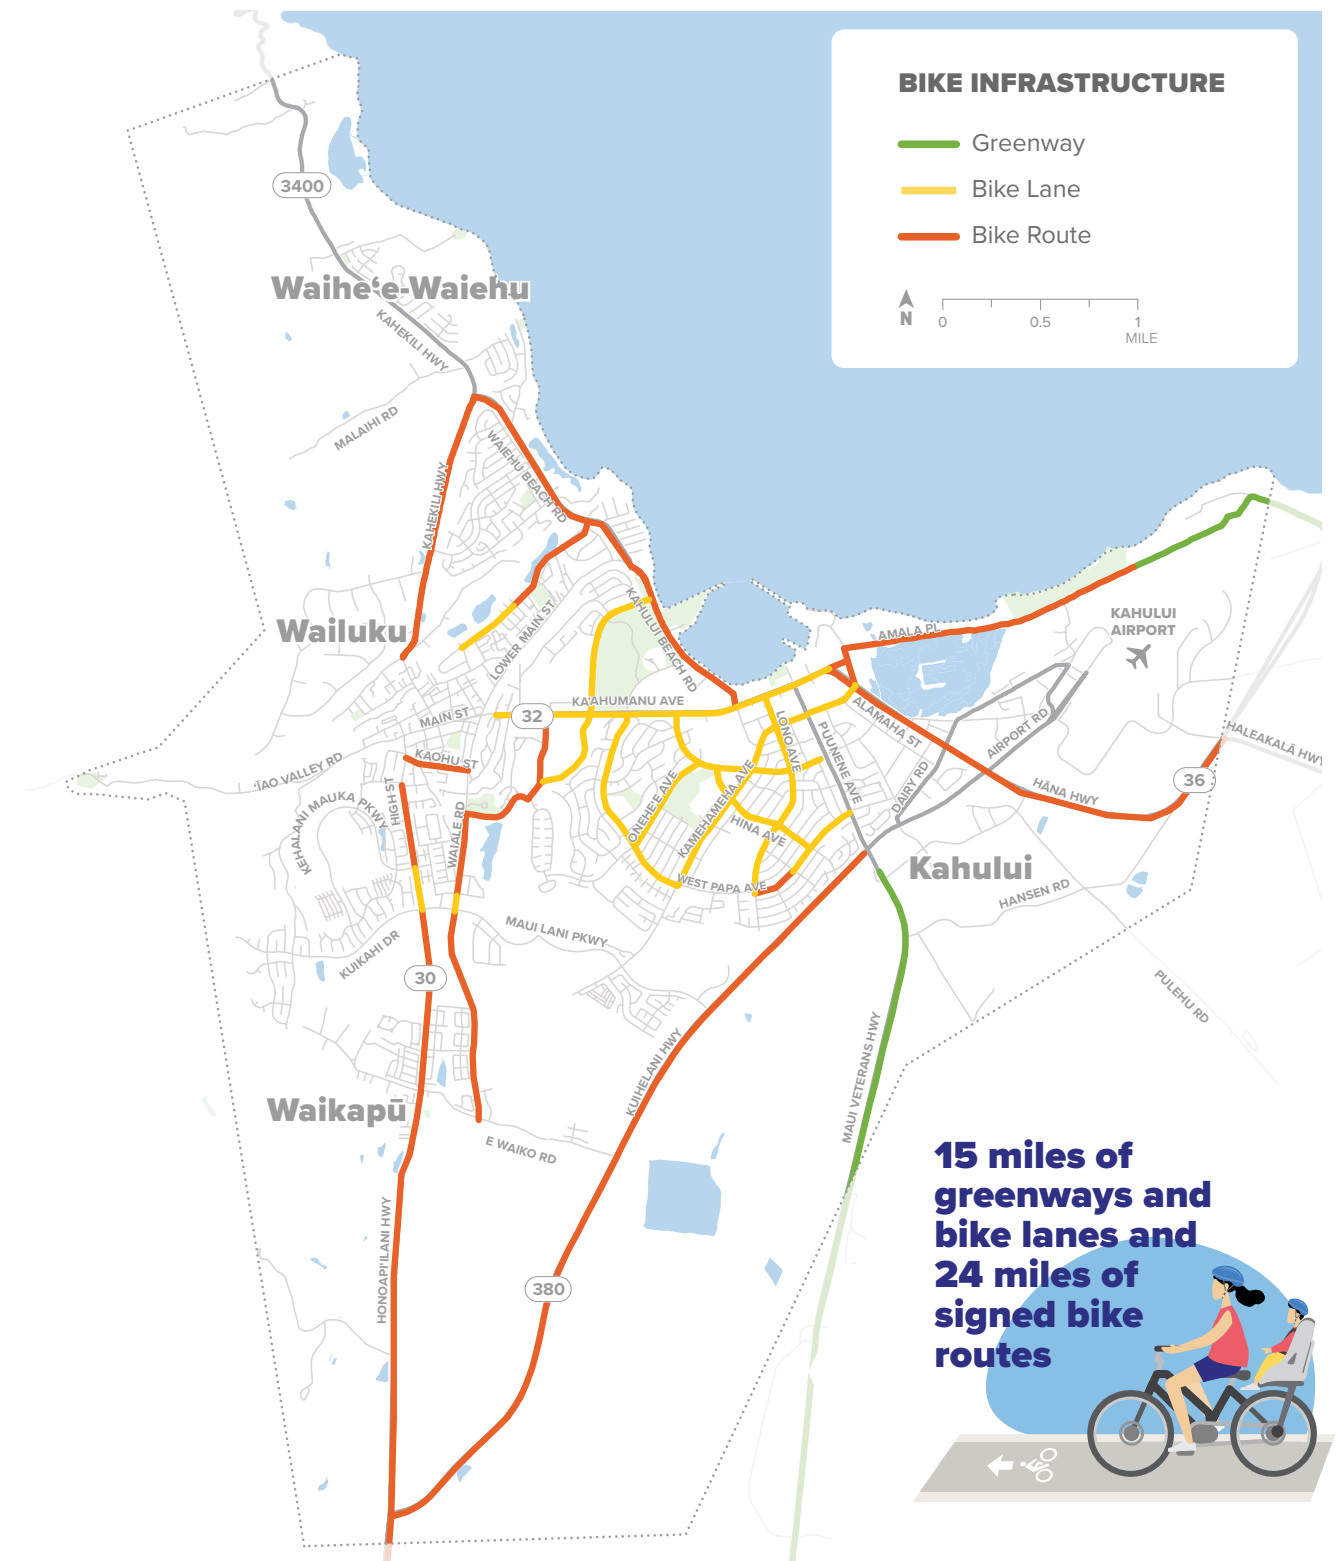 BIKE INFRASTRUCTURE
Greenway
Bike Lane
Bike Route
N
0
0.5
1
MILE
3400
Waiheʻe-Waiehu
KAHEKILI HWY
MALAIHI RD
WAIEHU BEACH RD
KAHEKILI HWY
Wailuku
LOWER MAIN ST
KAHULUI BEACH RD
KAHULUI
AIRPORT
AMALA PL
KAʻAHUMANU AVE
32
MAIN ST
KAOHU ST
ʻIAO VALLEY RD
HIGH ST
KEHALANI MAUKA PKWY
WAIALE RD
LONO AVE
PUUNENE AVE
ALAMAHA ST
AIRPORT RD
DAIRY RD
HĀNA HWY
36
HALEAKALĀ HWY
ONEHEʻE AVE
KAMEHAMEHA AVE
HINA AVE
WEST PAPA AVE
Kahului
HANSEN RD
MAUI LANI PKWY
KUIKAHI DR
30
PULEHU RD
KUIHELANI HWY
MAUI VETERANS HWY
Waikapū
E WAIKO RD
HONOAPIʻILANI HWY
380
15 miles of
greenways and
bike lanes and
24 miles of
signed bike
routes